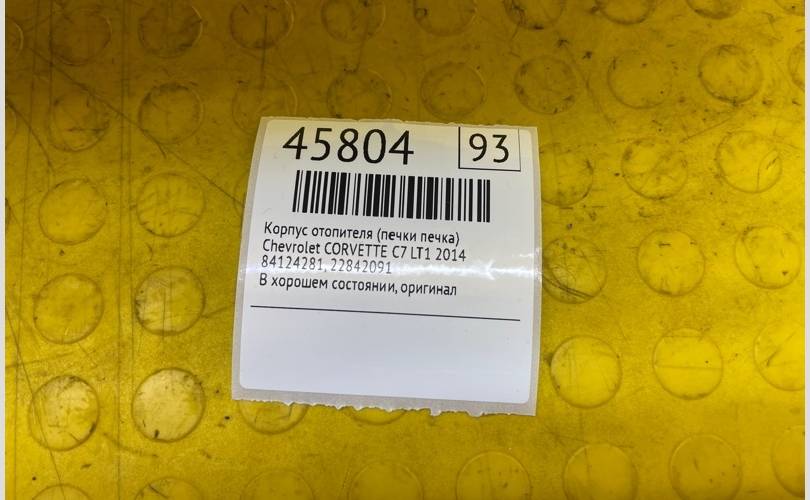 45804 93
Корпус отопителя (печки печка)
Chevrolet CORVETTE C7 LT1 2014
84124281, 22842091
В хорошем состоянии, оригинал